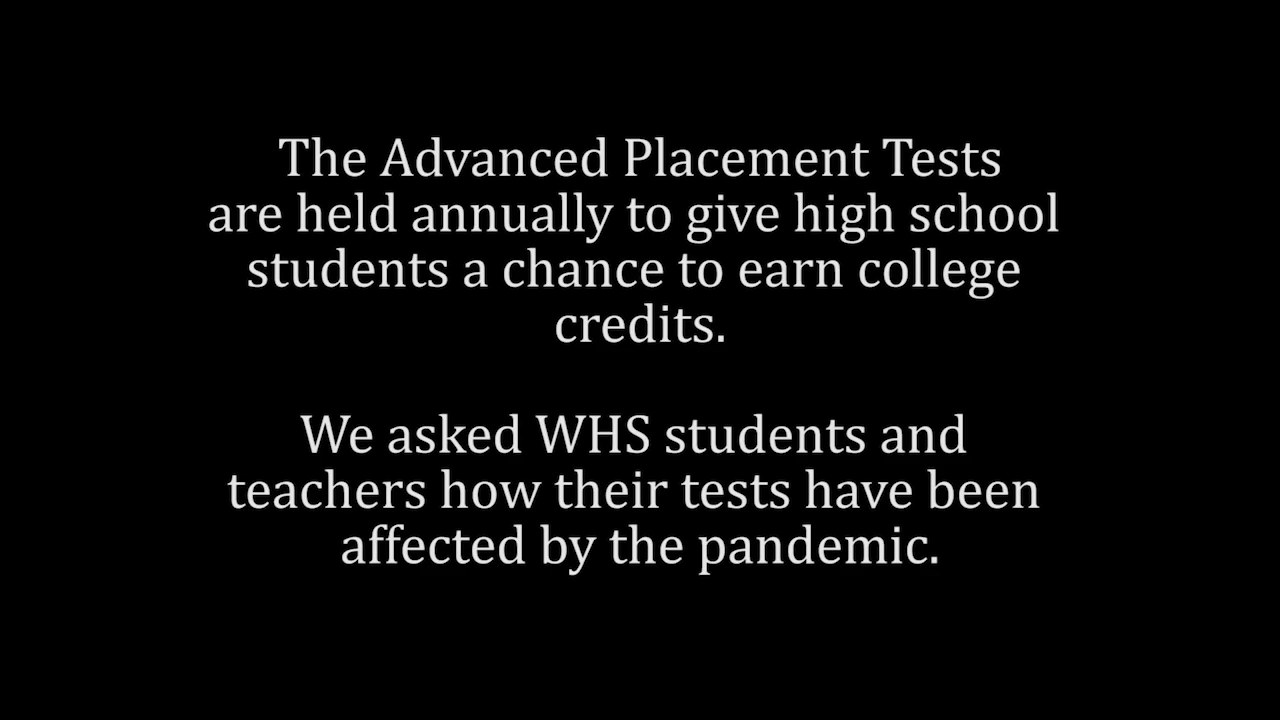 The Advanced Placement Tests
are held annually to give high school
students a chance to earn college
credits.
We asked WHS students and
teachers how their tests have been
affected by the pandemic.